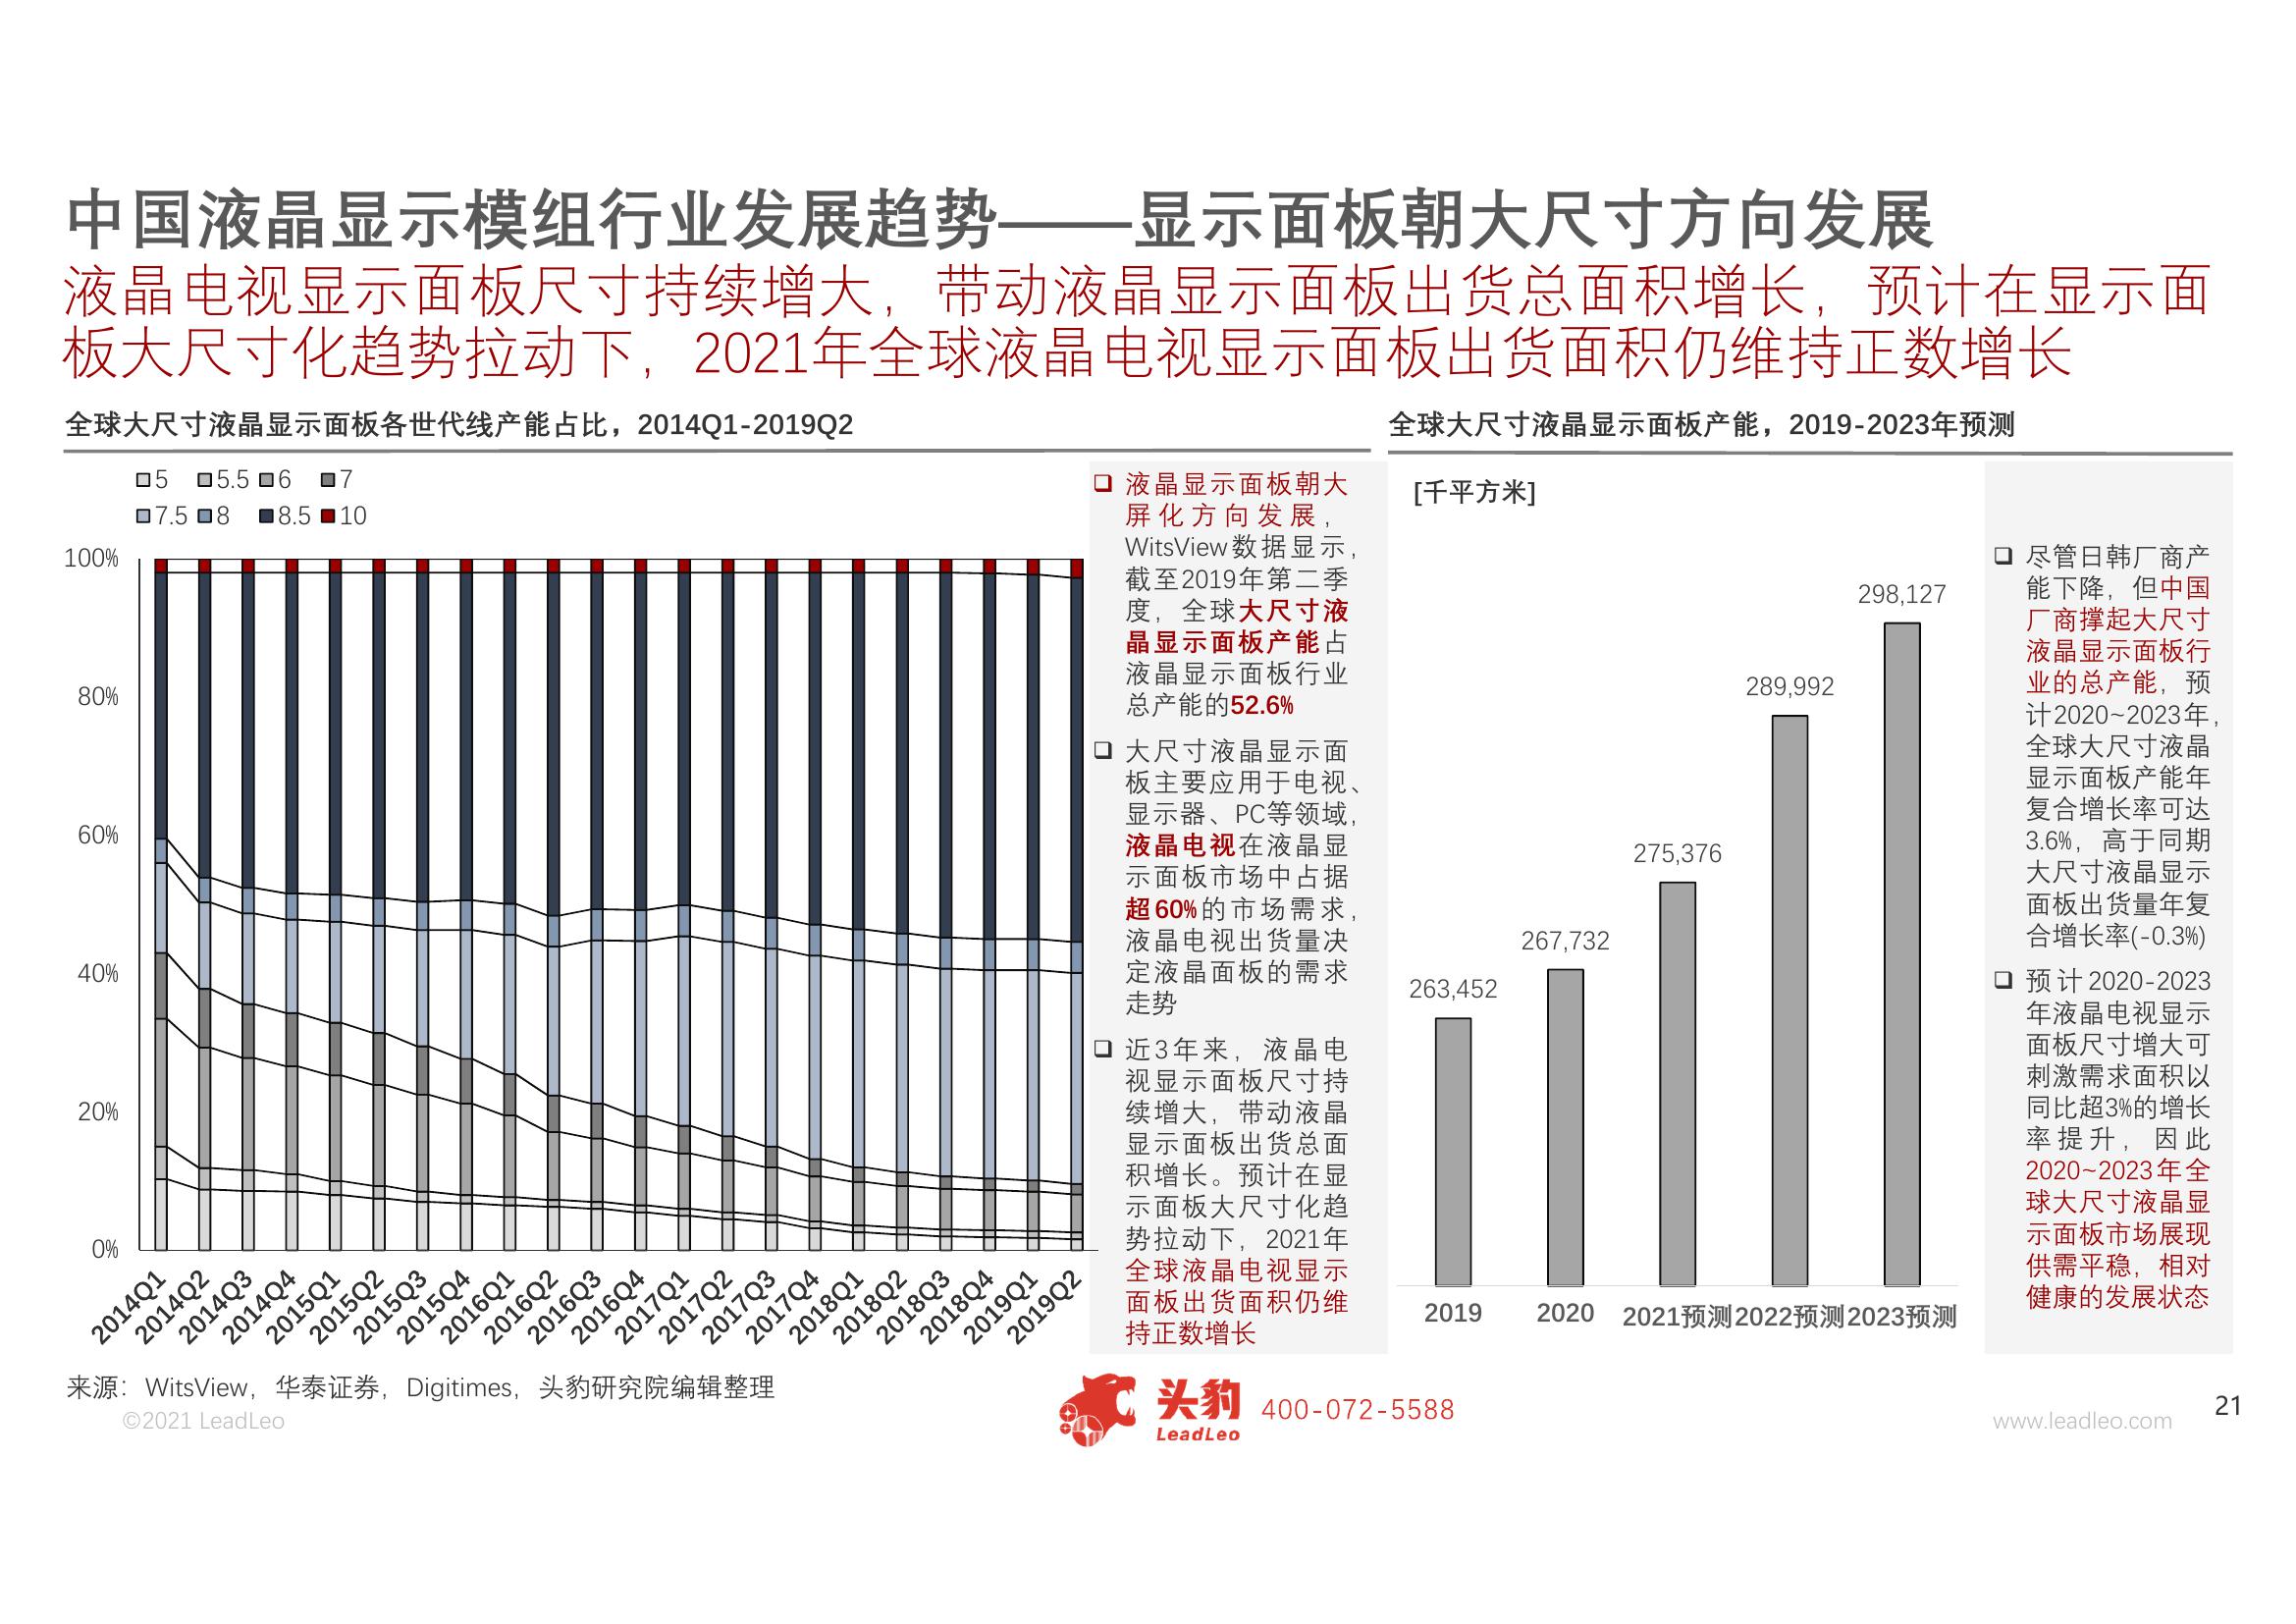 中国液晶显示模组行业发展趋势——显示面板朝大尺寸方向发展
液晶电视显示面板尺寸持续增大，带动液晶显示面板出货总面积增长，预计在显示面
板大尺寸化趋势拉动下，2021年全球液晶电视显示面板出货面积仍维持正数增长
全球大尺寸液晶显示面板各世代线产能占比，2014Q1-2019Q2
5 5.5 6 7
7.5 8 8.5 10
100%
80%
60%
40%
20%
0%
2014Q1 2014Q2 2014Q3 2014Q4 2015Q1 2015Q2 2015Q3 2015Q4 2016Q1 2016Q2 2016Q3 2016Q4 2017Q1 2017Q2 2017Q3 2017Q4 2018Q1 2018Q2 2018Q3 2018Q4 2019Q1 2019Q2
液晶显示面板朝大
屏化方向发展，
WitsView数据显示，
截至2019年第二季
度，全球大尺寸液
晶显示面板产能占
液晶显示面板行业
总产能的52.6%
大尺寸液晶显示面
板主要应用于电视、
显示器、PC等领域，
液晶电视在液晶显
示面板市场中占据
超60%的市场需求，
液晶电视出货量决
定液晶面板的需求
走势
近3年来，液晶电
视显示面板尺寸持
续增大，带动液晶
显示面板出货总面
积增长。预计在显
示面板大尺寸化趋
势拉动下，2021年
全球液晶电视显示
面板出货面积仍维
持正数增长
全球大尺寸液晶显示面板产能，2019-2023年预测
[千平方米]
263,452
267,732
275,376
289,992
298,127
2019 2020 2021预测 2022预测 2023预测
尽管日韩厂商产
能下降，但中国
厂商撑起大尺寸
液晶显示面板行
业的总产能，预
计2020~2023年，
全球大尺寸液晶
显示面板产能年
复合增长率可达
3.6%，高于同期
大尺寸液晶显示
面板出货量年复
合增长率(-0.3%)
预计2020-2023
年液晶电视显示
面板尺寸增大可
刺激需求面积以
同比超3%的增长
率提升，因此
2020~2023年全
球大尺寸液晶显
示面板市场展现
供需平稳，相对
健康的发展状态
来源：WitsView，华泰证券，Digitimes，头豹研究院编辑整理
©2021 LeadLeo
头豹
LeadLeo
400-072-5588
www.leadleo.com
21